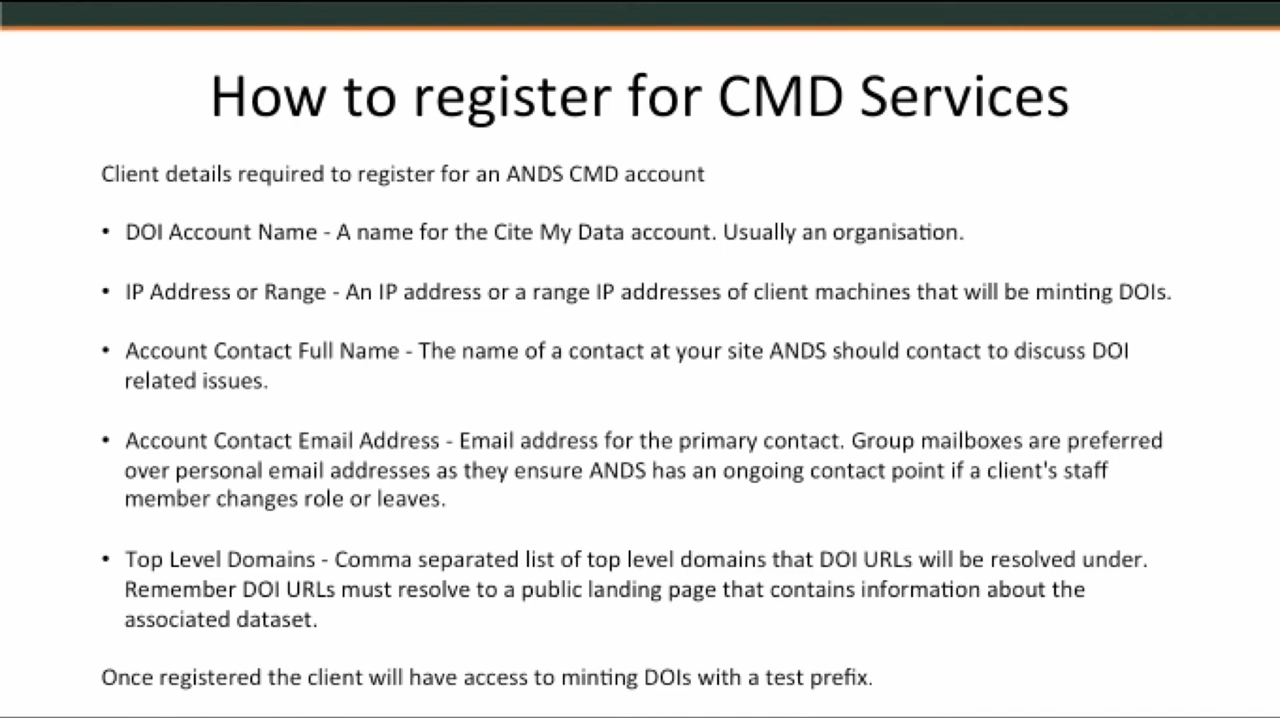 How to register for CMD Services
Client details required to register for an ANDS CMD account
• DOI Account Name - A name for the Cite My Data account. Usually an organisation.
• IP Address or Range - An IP address or a range IP addresses of client machines that will be minting DOIs.
• Account Contact Full Name - The name of a contact at your site ANDS should contact to discuss DOI
related issues.
• Account Contact Email Address - Email address for the primary contact. Group mailboxes are preferred
over personal email addresses as they ensure ANDS has an ongoing contact point if a client's staff
member changes role or leaves.
• Top Level Domains - Comma separated list of top level domains that DOI URLs will be resolved under.
Remember DOI URLs must resolve to a public landing page that contains information about the
associated dataset.
Once registered the client will have access to minting DOIs with a test prefix.